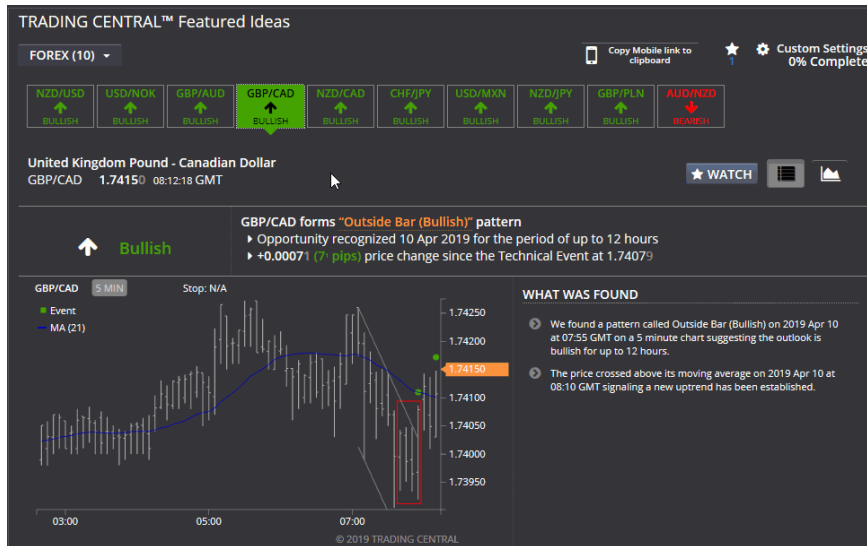 TRADING CENTRAL™ Featured Ideas
FOREX (10)
Copy Mobile link to
clipboard
1
Custom Settings
0% Complete
NZD/USD USD/NOK GBP/AUD GBP/CAD NZD/CAD CHF/JPY USD/MXN NZD/JPY GBP/PLN AUD/NZD
BULLISH BULLISH BULLISH BULLISH BULLISH BULLISH BULLISH BULLISH BULLISH BEARISH
United Kingdom Pound - Canadian Dollar
GBP/CAD 1.74150 08:12:18 GMT
WATCH
Bullish
GBP/CAD forms "Outside Bar (Bullish)" pattern
Opportunity recognized 10 Apr 2019 for the period of up to 12 hours
+0.00071 (7¹ pips) price change since the Technical Event at 1.74079
GBP/CAD 5 MIN Stop: N/A
Event
MA (21)
1.74250
1.74200
1.74150
1.74100
1.74050
1.74000
1.73950
03:00 05:00 07:00
© 2019 TRADING CENTRAL
WHAT WAS FOUND
We found a pattern called Outside Bar (Bullish) on 2019 Apr 10
at 07:55 GMT on a 5 minute chart suggesting the outlook is
bullish for up to 12 hours.
The price crossed above its moving average on 2019 Apr 10 at
08:10 GMT signaling a new uptrend has been established.